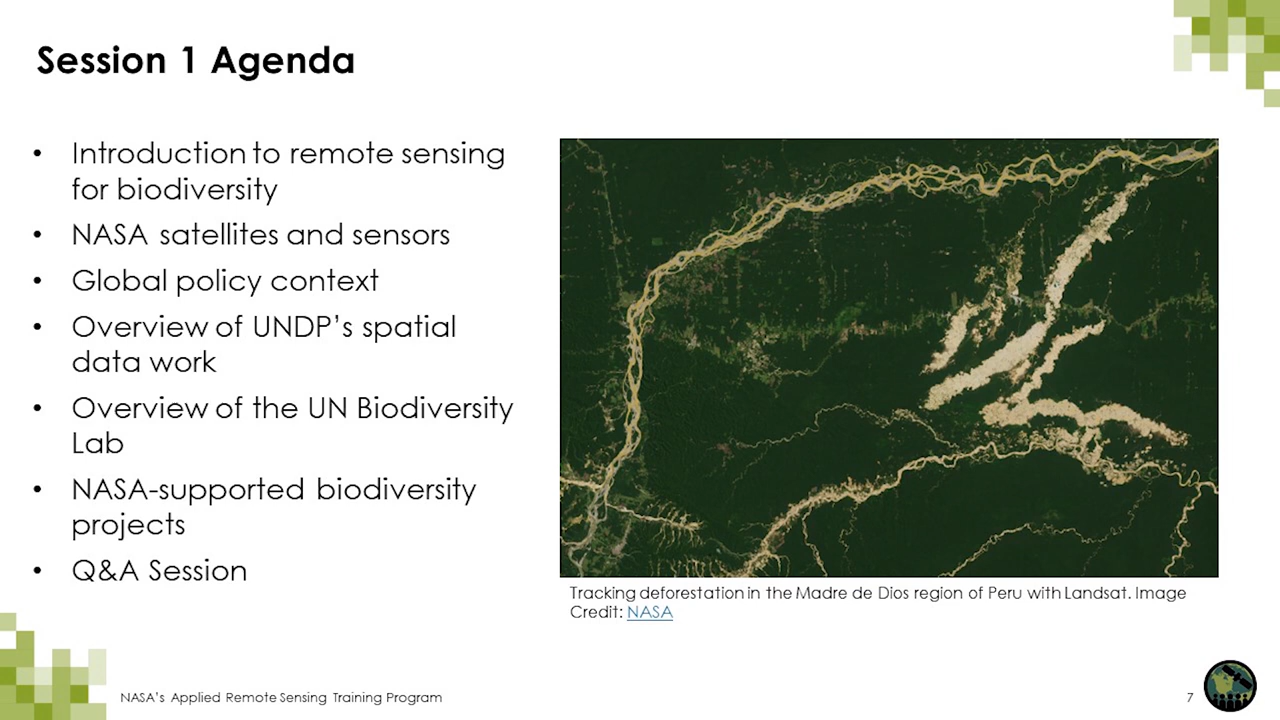 Session 1 Agenda
• Introduction to remote sensing
for biodiversity
• NASA satellites and sensors
• Global policy context
• Overview of UNDP’s spatial
data work
• Overview of the UN Biodiversity
Lab
• NASA-supported biodiversity
projects
• Q&A Session
Tracking deforestation in the Madre de Dios region of Peru with Landsat. Image
Credit: NASA
NASA’s Applied Remote Sensing Training Program
7